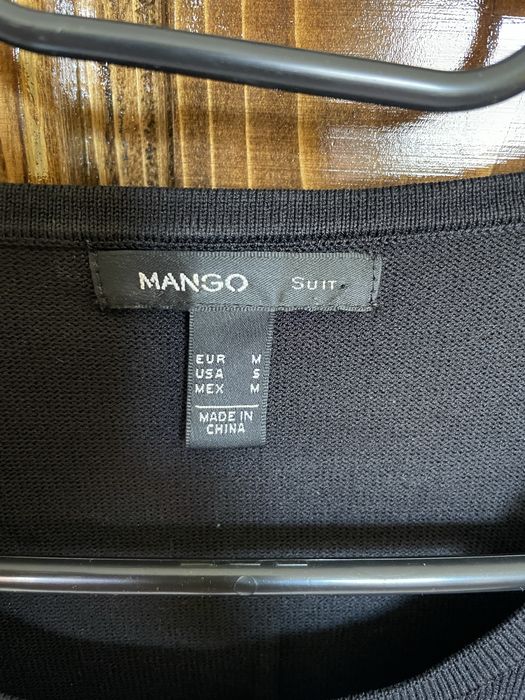 MANGO SUIT
EUR M
USA S
MEX M
MADE IN
CHINA